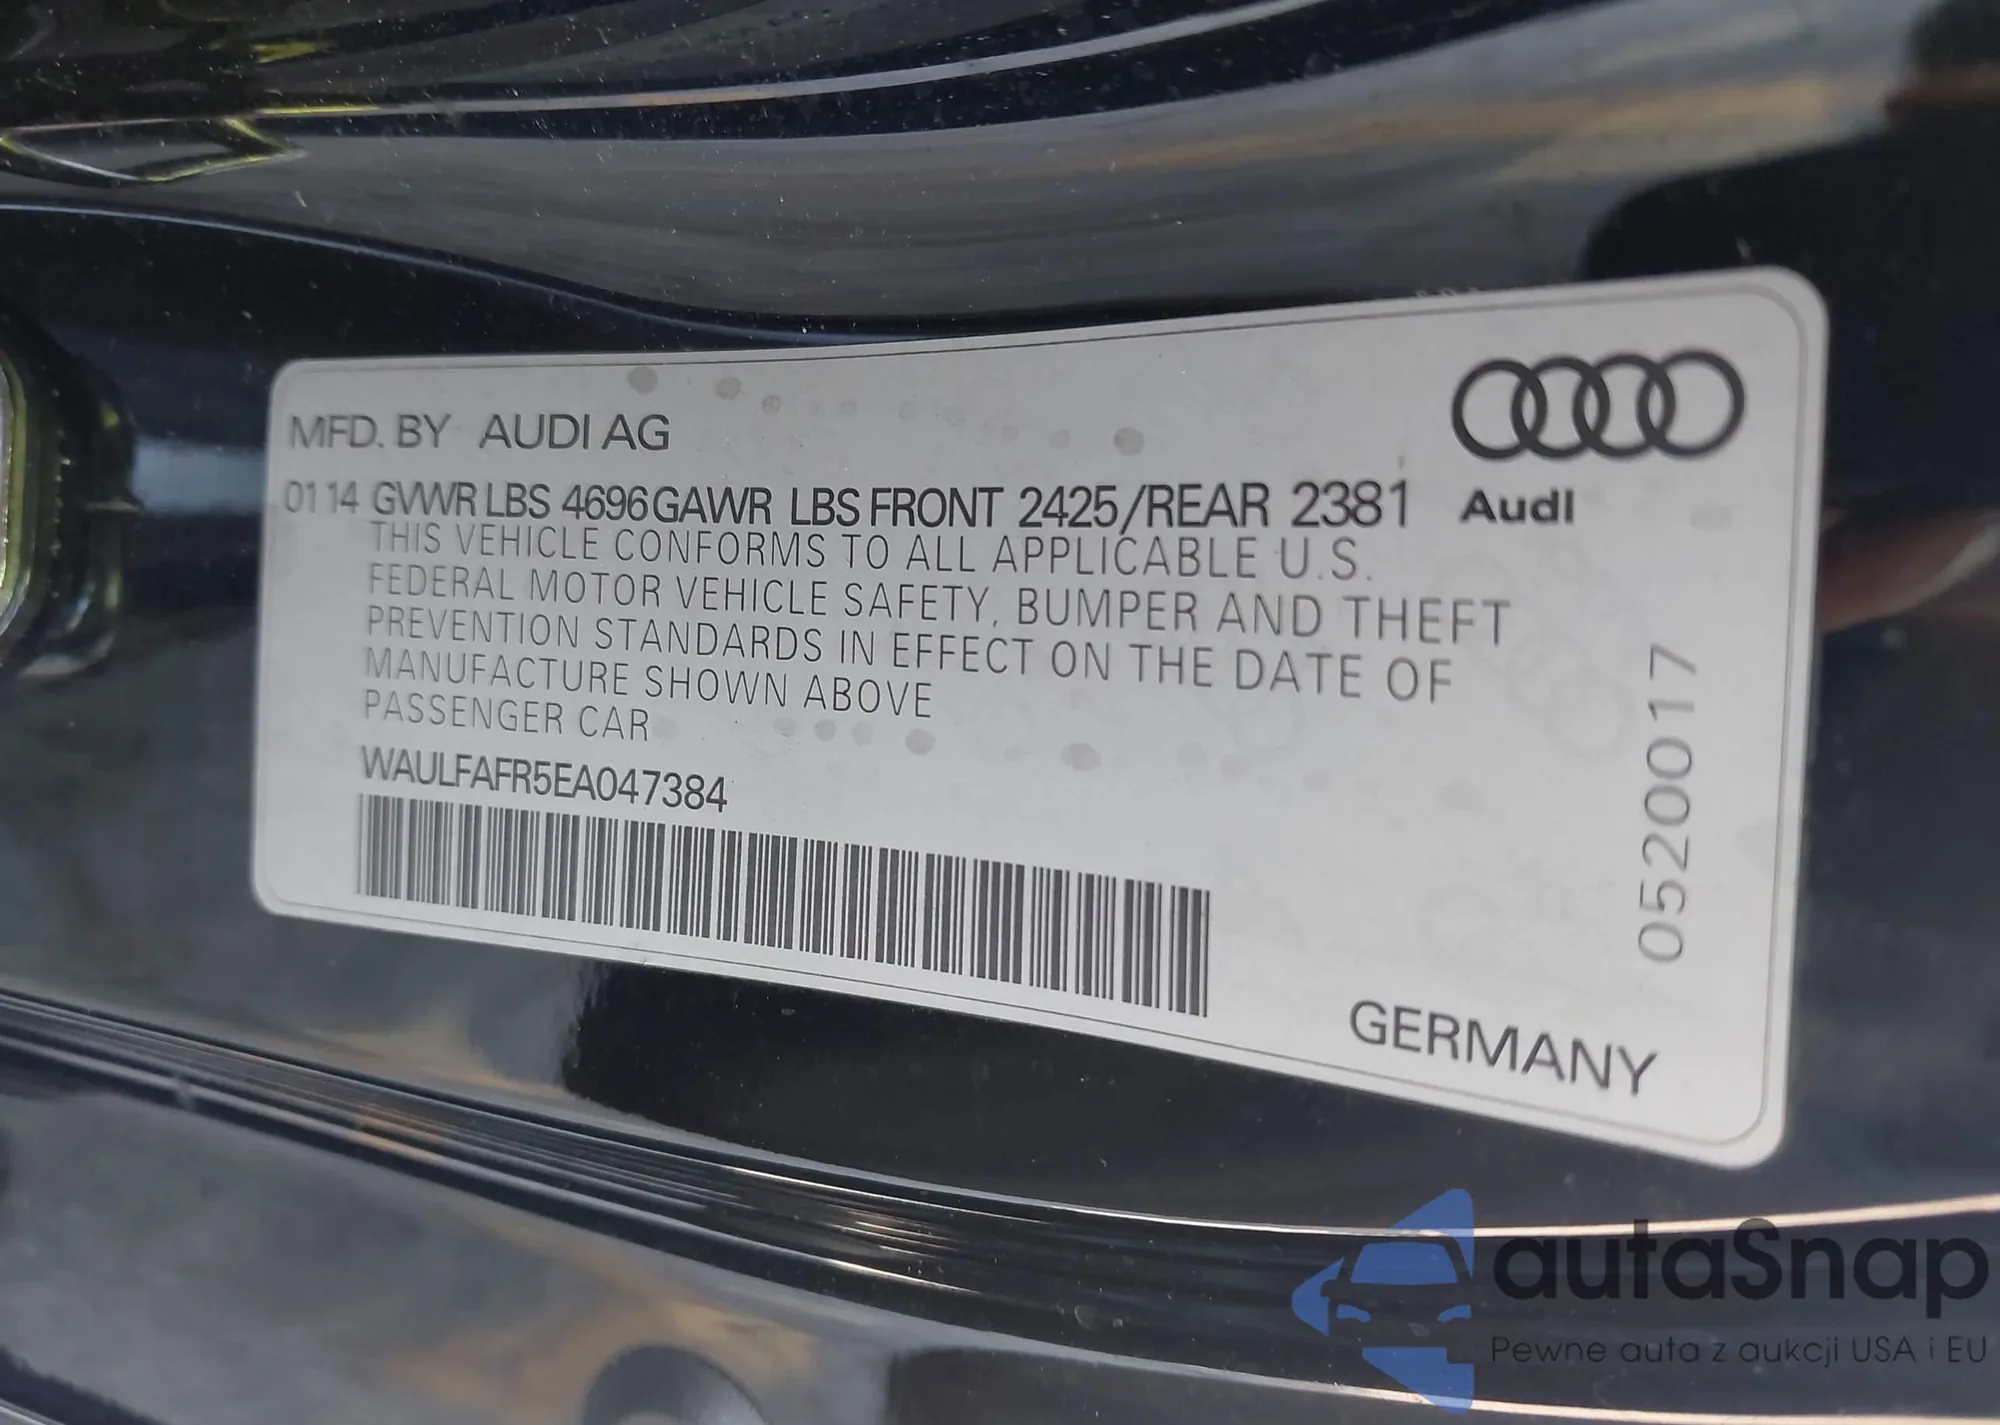 MFD. BY AUDI AG
01 14 GVWR LBS 4696 GAWR LBS FRONT 2425/REAR 2381
Audi
THIS VEHICLE CONFORMS TO ALL APPLICABLE U.S.
FEDERAL MOTOR VEHICLE SAFETY, BUMPER AND THEFT
PREVENTION STANDARDS IN EFFECT ON THE DATE OF
MANUFACTURE SHOWN ABOVE
PASSENGER CAR
WAULFAFR5EA047384
0520017
GERMANY
autaSnap
Pewne auta z aukcji USA i EU